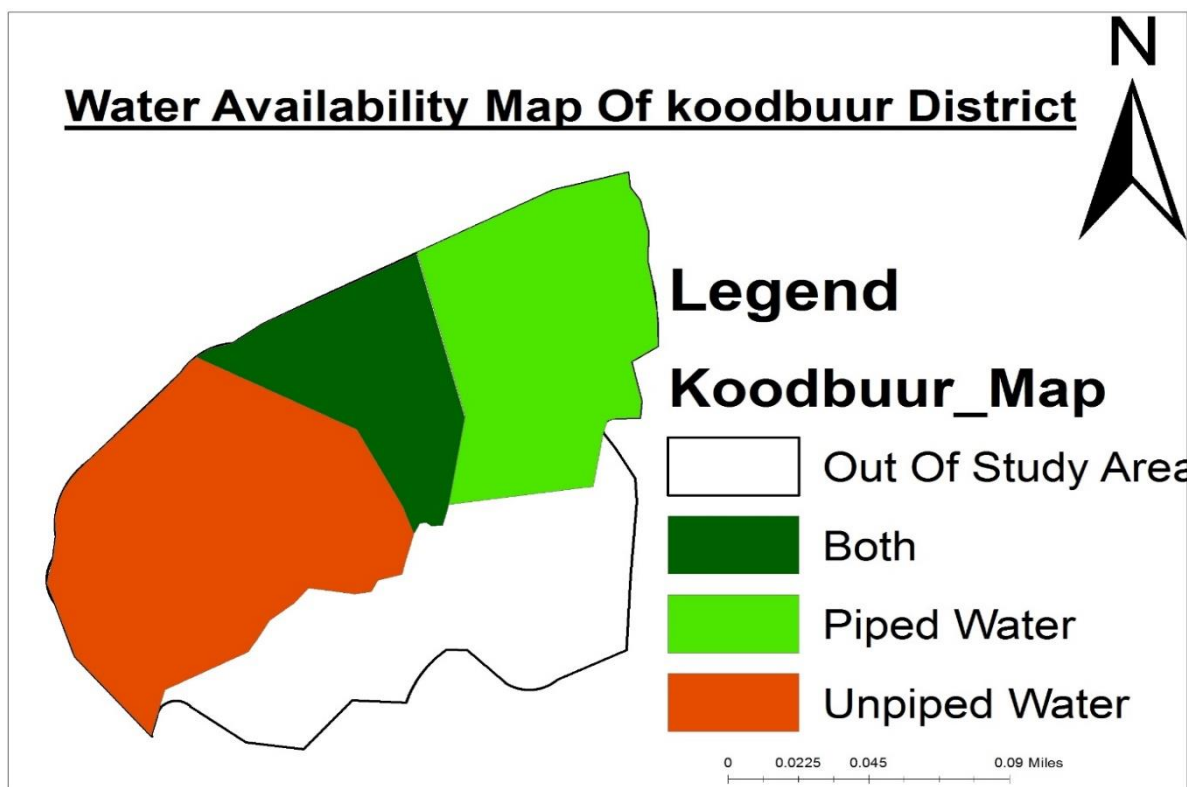 N
Water Availability Map Of koodbuur District
Legend
Koodbuur_Map
Out Of Study Area
Both
Piped Water
Unpiped Water
0 0.0225 0.045 0.09 Miles